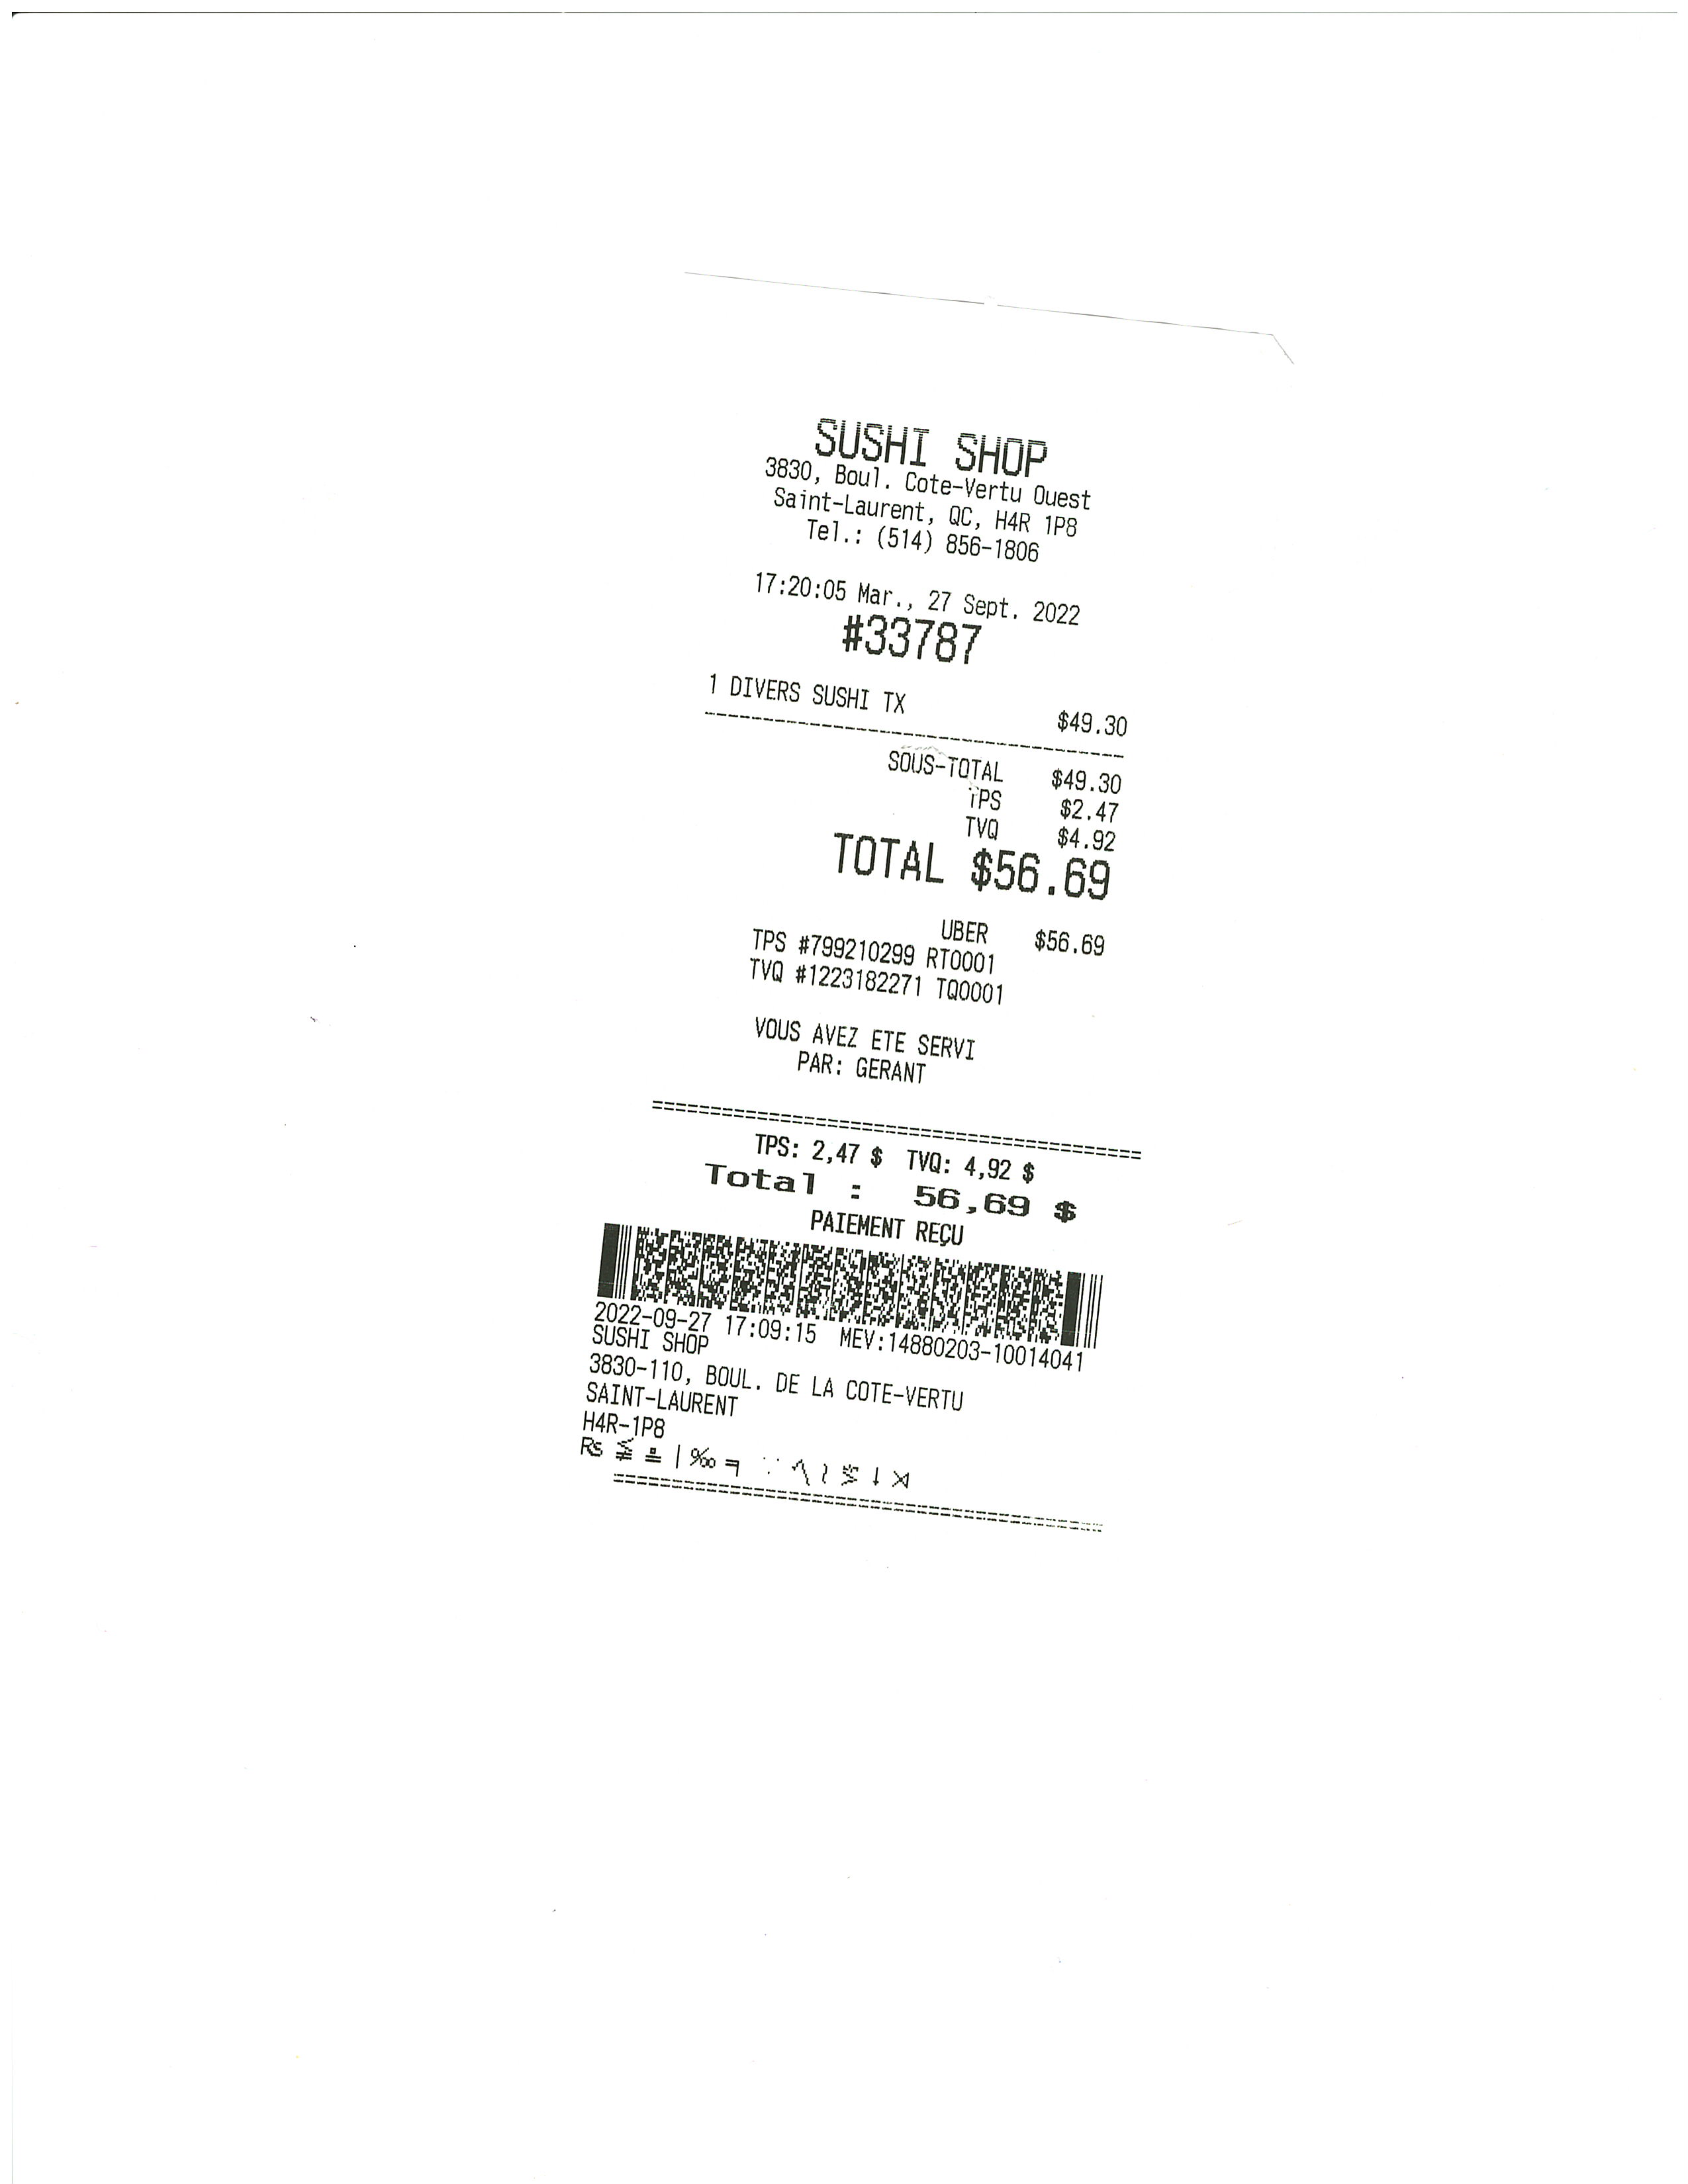 SUSHI SHOP
3830, Boul. Cote-Vertu Ouest
Saint-Laurent, QC, H4R 1P8
Tel.: (514) 856-1806
17:20:05 Mar., 27 Sept. 2022
#33787
1 DIVERS SUSHI TX $49.30
SOUS-TOTAL $49.30
TPS $2.47
TVQ $4.92
TOTAL $56.69
UBER $56.69
TPS #799210299 RT0001
TVQ #1223182271 TQ0001
VOUS AVEZ ETE SERVI
PAR: GERANT
TPS: 2,47 $ TVQ: 4,92 $
Total : 56,69 $
PAIEMENT REÇU
2022-09-27 17:09:15 MEV:14880203-10014041
SUSHI SHOP
3830-110, BOUL. DE LA COTE-VERTU
SAINT-LAURENT
H4R-1P8